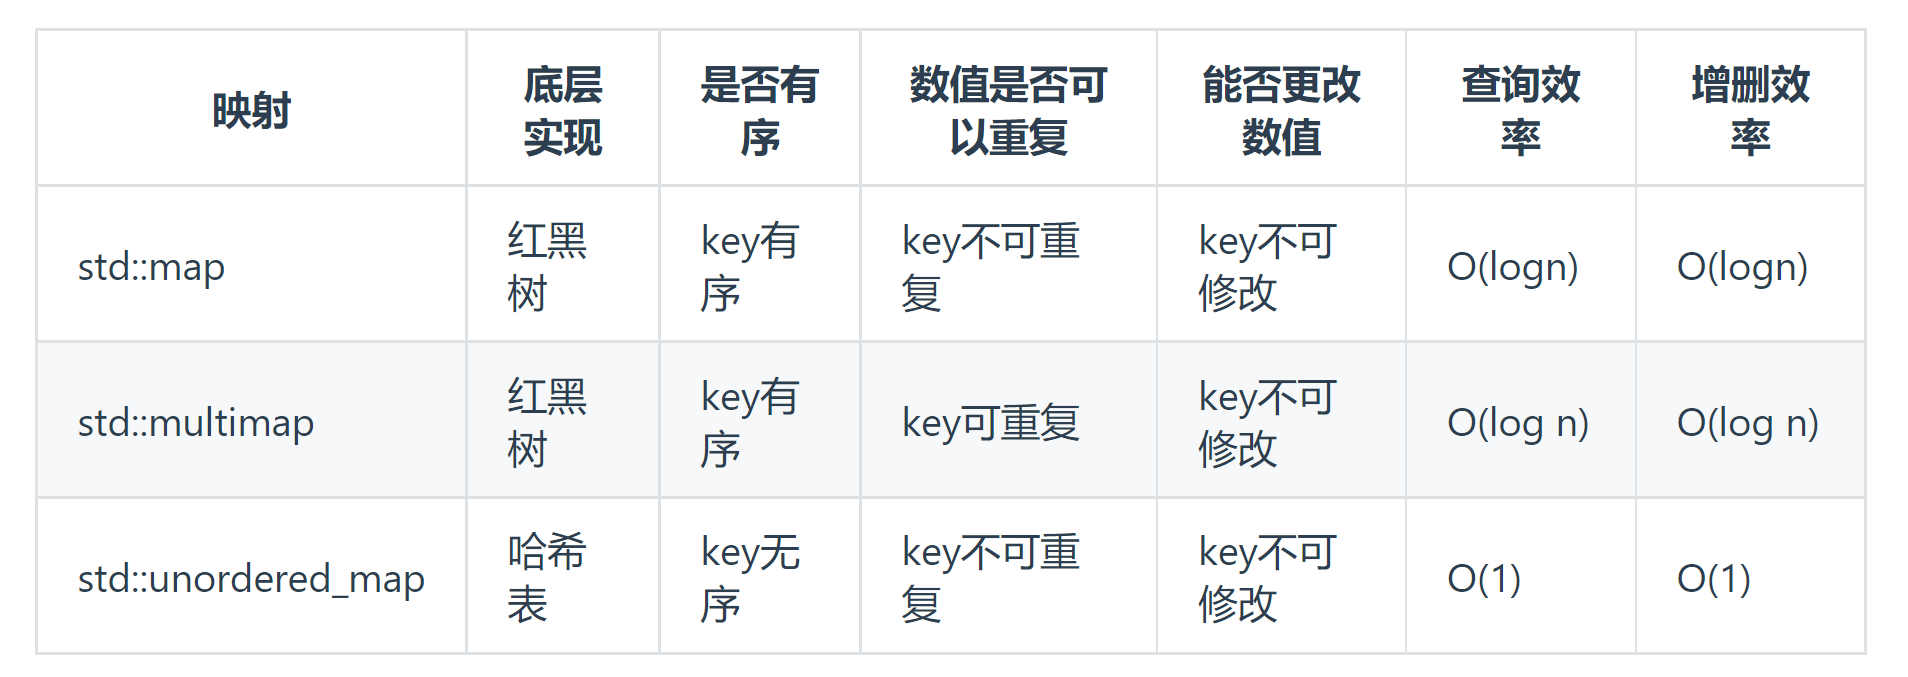 映射
底层
实现
是否有
序
数值是否可
以重复
能否更改
数值
查询效
率
增删效
率
std::map
红黑
树
key有
序
key不可重
复
key不可
修改
O(logn)
O(logn)
std::multimap
红黑
树
key有
序
key可重复
key不可
修改
O(log n)
O(log n)
std::unordered_map
哈希
表
key无
序
key不可重
复
key不可
修改
O(1)
O(1)